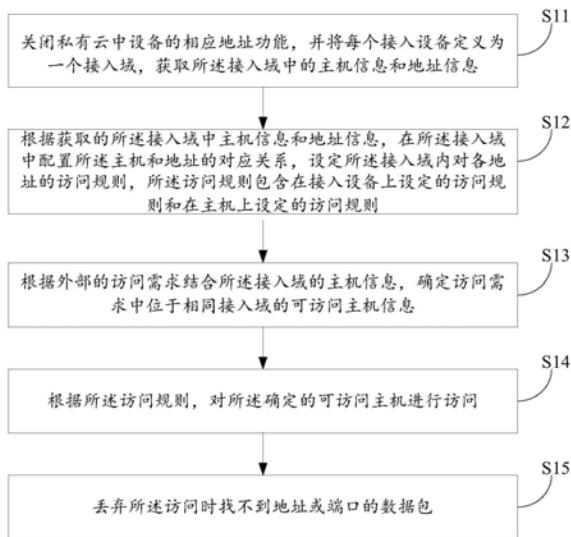 S11
关闭私有云中设备的相应地址功能，并将每个接入设备定义为
一个接入域，获取所述接入域中的主机信息和地址信息
S12
根据获取的所述接入域中主机信息和地址信息，在所述接入域
中配置所述主机和地址的对应关系，设定所述接入域内对各地
址的访问规则，所述访问规则包含在接入设备上设定的访问规
则和在主机上设定的访问规则
S13
根据外部的访问需求结合所述接入域的主机信息，确定访问需
求中位于相同接入域的可访问主机信息
S14
根据所述访问规则，对所述确定的可访问主机进行访问
S15
丢弃所述访问时找不到地址或端口的数据包